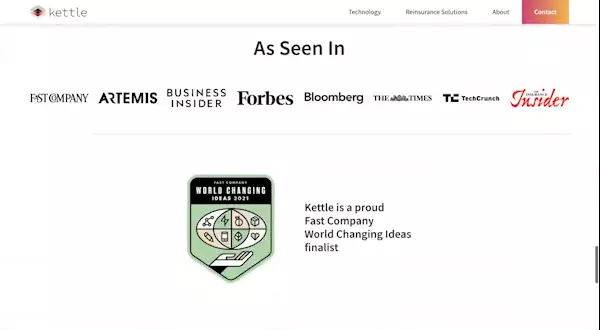 kettle
Technology Reinsurance Solutions About Contact
As Seen In
FAST COMPANY ARTEMIS BUSINESS INSIDER Forbes Bloomberg THE TIMES TechCrunch Insider
FAST COMPANY
WORLD CHANGING
IDEAS 2021
Kettle is a proud
Fast Company
World Changing Ideas
finalist